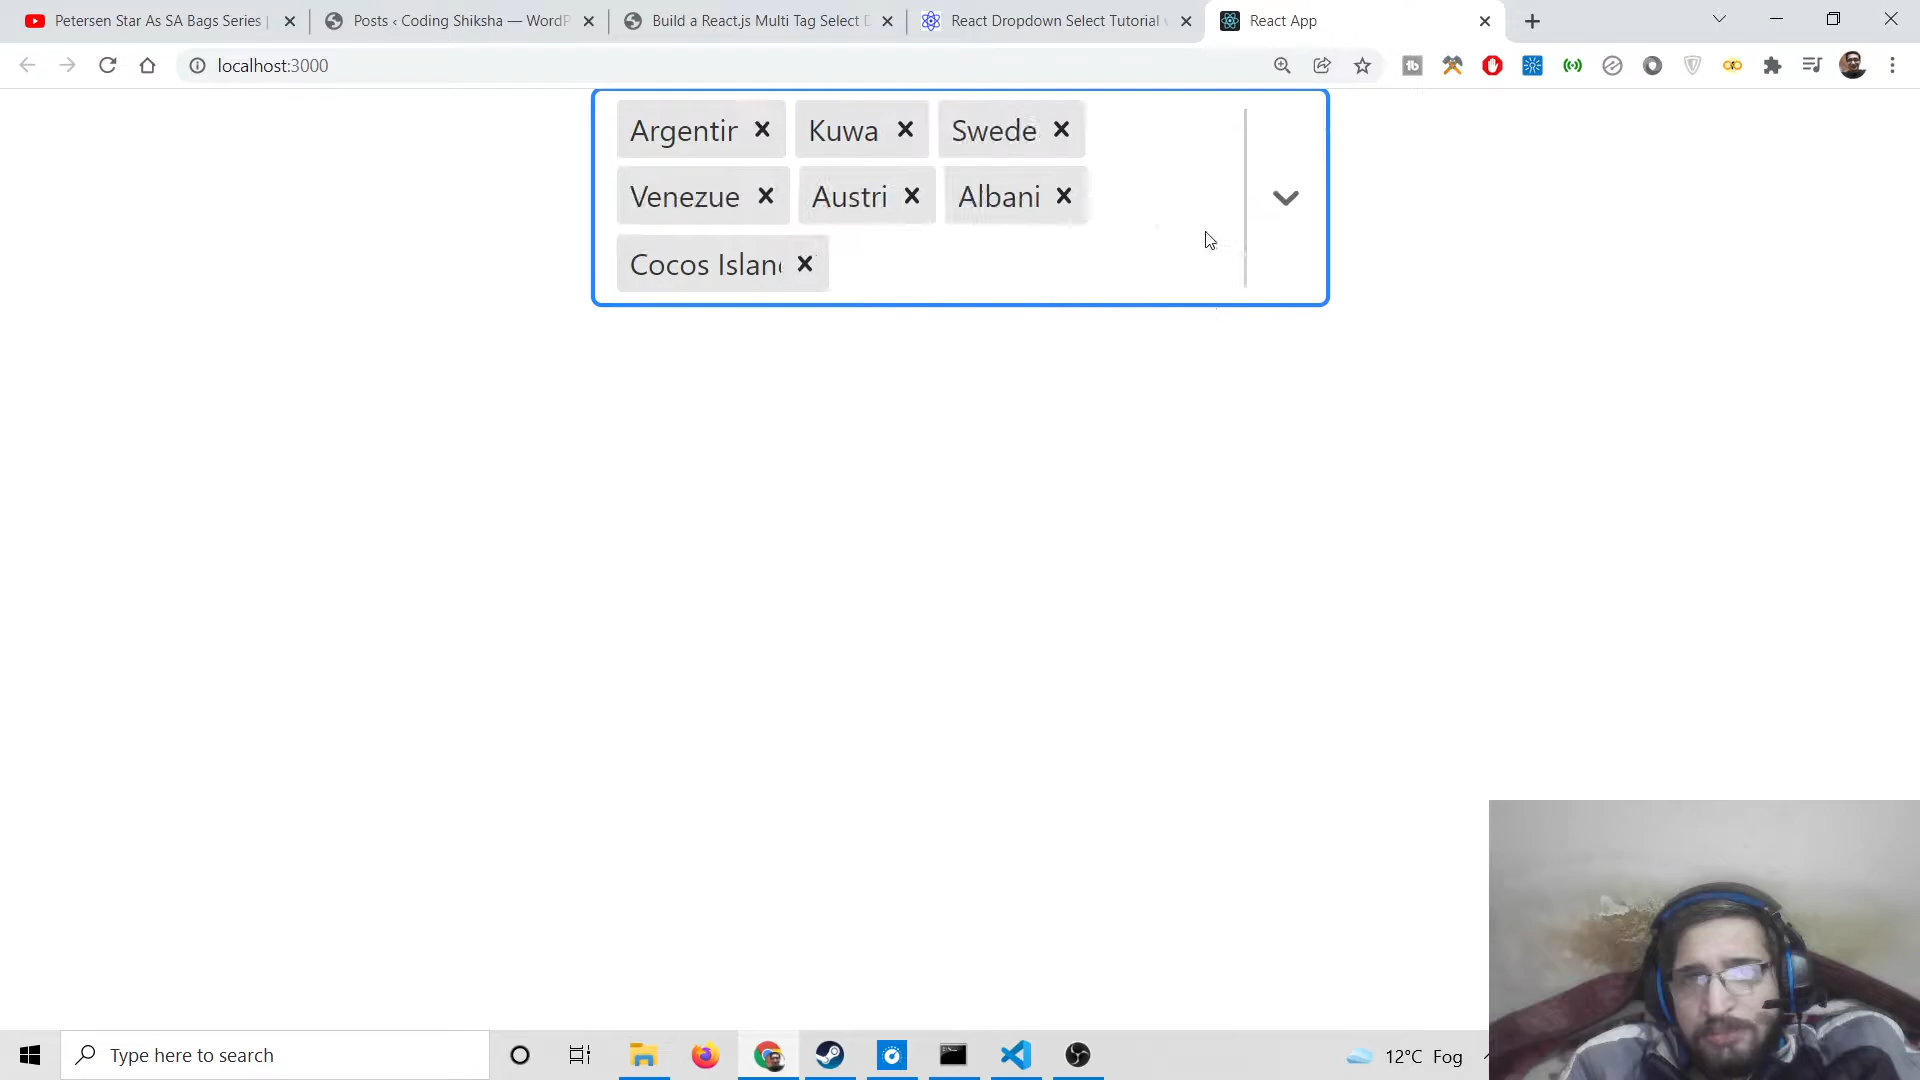 Petersen Star As SA Bags Series |
Posts ‹ Coding Shiksha — WordP
Build a React.js Multi Tag Select D
React Dropdown Select Tutorial
React App
localhost:3000
Argentin
Kuwa
Swede
Venezue
Austri
Albani
Cocos Islan
Type here to search
12°C Fog